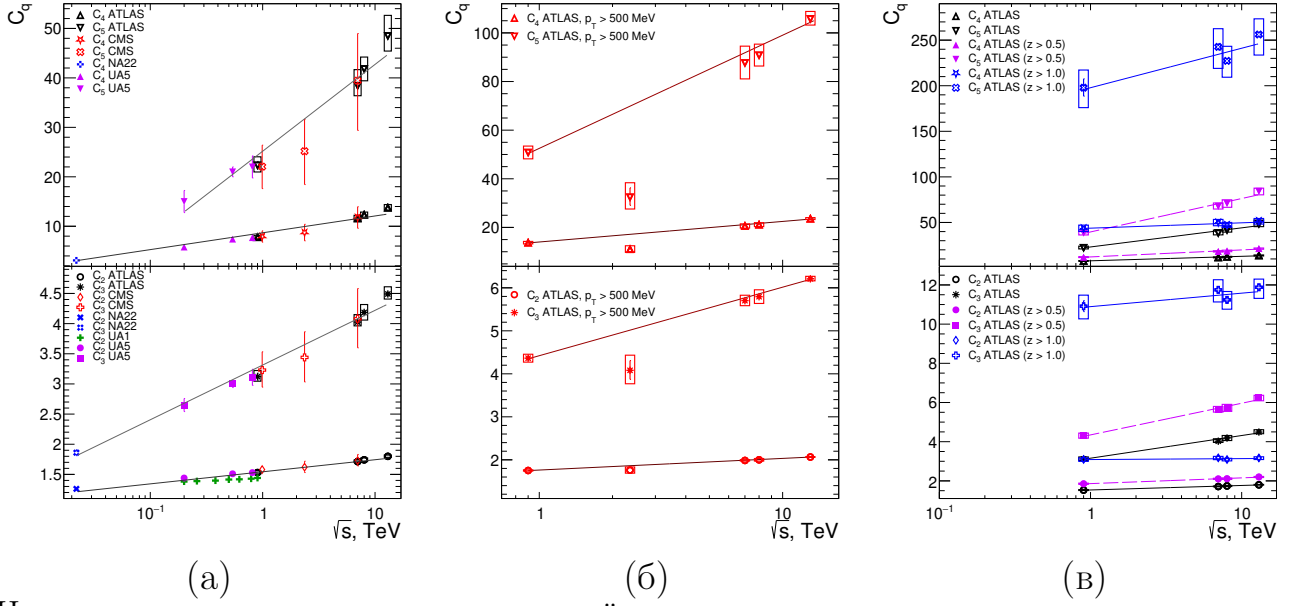 C_q
50
40
30
20
10
C_4 ATLAS
C_5 ATLAS
C_4 CMS
C_5 CMS
C_4 NA22
C_4 UA5
C_5 UA5
4.5
4
3.5
3
2.5
2
1.5
C_2 ATLAS
C_3 ATLAS
C_2 CMS
C_3 CMS
C_2 NA22
C_3 NA22
C_2 UA1
C_2 UA5
C_3 UA5
10^{-1} 1 10
√s, TeV
(а)
C_q
100
80
60
40
20
C_4 ATLAS, p_T > 500 MeV
C_5 ATLAS, p_T > 500 MeV
6
5
4
3
2
C_2 ATLAS, p_T > 500 MeV
C_3 ATLAS, p_T > 500 MeV
1 10
√s, TeV
(б)
C_q
250
200
150
100
50
C_4 ATLAS
C_5 ATLAS
C_4 ATLAS (z > 0.5)
C_5 ATLAS (z > 0.5)
C_4 ATLAS (z > 1.0)
C_5 ATLAS (z > 1.0)
12
10
8
6
4
2
C_2 ATLAS
C_3 ATLAS
C_2 ATLAS (z > 0.5)
C_3 ATLAS (z > 0.5)
C_2 ATLAS (z > 1.0)
C_3 ATLAS (z > 1.0)
10^{-1} 1 10
√s, TeV
(в)